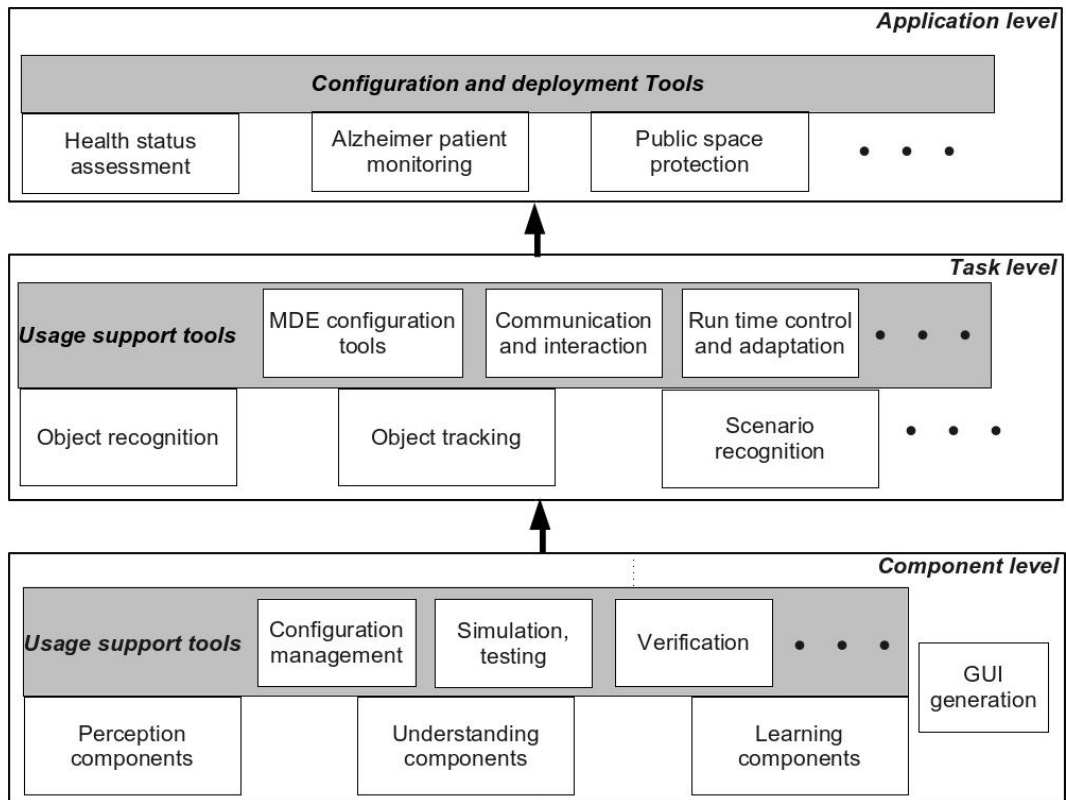 Application level
Configuration and deployment Tools
Health status
assessment
Alzheimer patient
monitoring
Public space
protection
• • •
Task level
Usage support tools
MDE configuration
tools
Communication
and interaction
Run time control
and adaptation
• • •
Object recognition
Object tracking
Scenario
recognition
• • •
Component level
Usage support tools
Configuration
management
Simulation,
testing
Verification
• • •
GUI
generation
Perception
components
Understanding
components
Learning
components